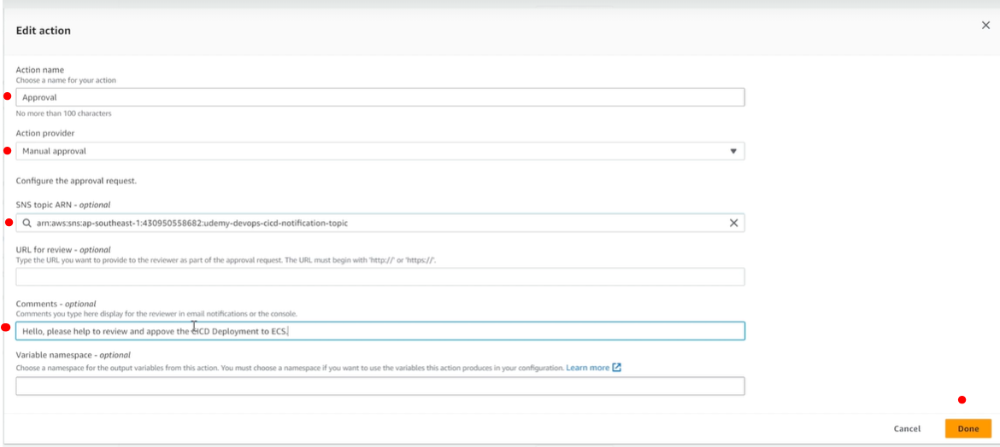 Edit action
Action name
Choose a name for your action
Approval
No more than 100 characters
Action provider
Manual approval
Configure the approval request.
SNS topic ARN - optional
arn:aws:sns:ap-southeast-1:430950558682:udemy-devops-cicd-notification-topic
URL for review - optional
Type the URL you want to provide to the reviewer as part of the approval request. The URL must begin with 'http://' or 'https://'.
Comments - optional
Comments you type here display for the reviewer in email notifications or the console.
Hello, please help to review and appove the CICD Deployment to ECS.
Variable namespace - optional
Choose a namespace for the output variables from this action. You must choose a namespace if you want to use the variables this action produces in your configuration. Learn more
Cancel
Done